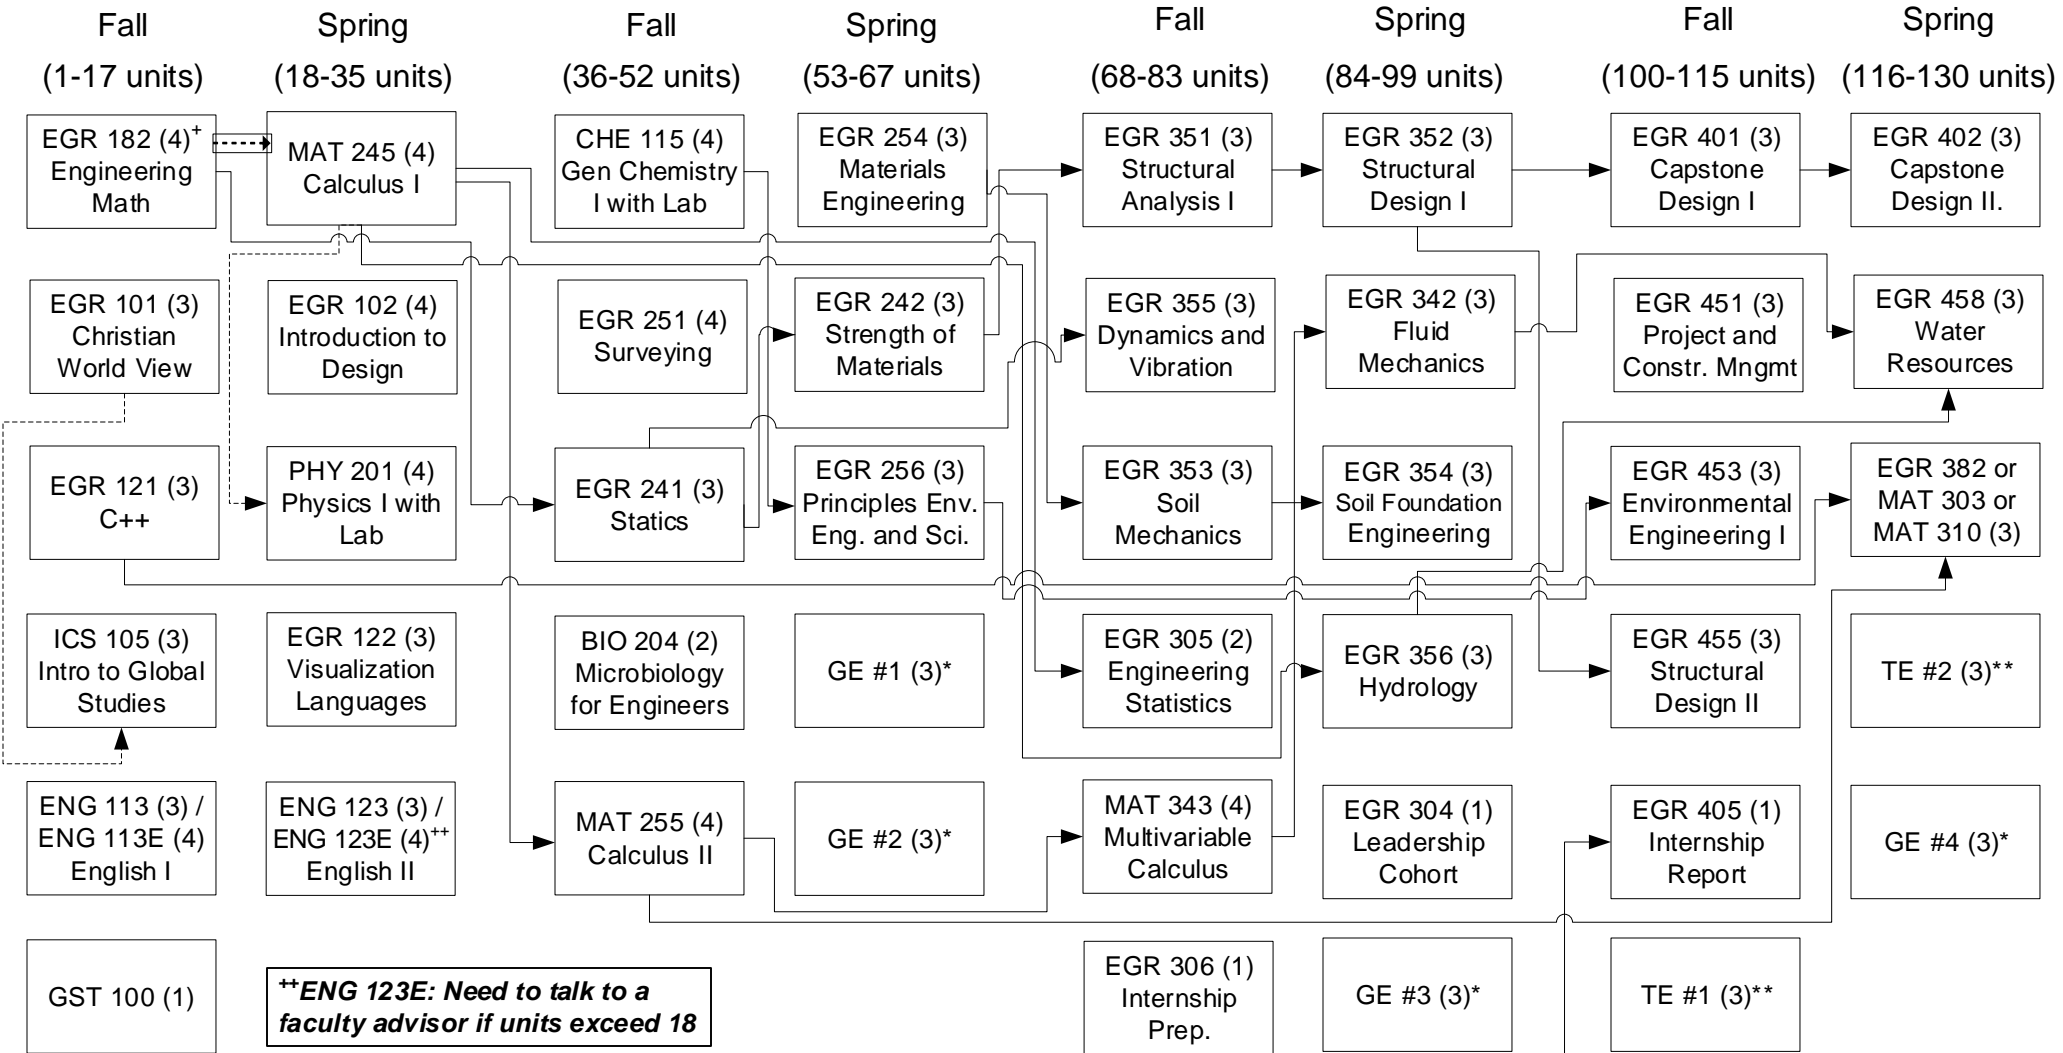 Fall
(1-17 units)
Spring
(18-35 units)
Fall
(36-52 units)
Spring
(53-67 units)
Fall
(68-83 units)
Spring
(84-99 units)
Fall
(100-115 units)
Spring
(116-130 units)
EGR 182 (4)+
Engineering
Math
MAT 245 (4)
Calculus I
CHE 115 (4)
Gen Chemistry
I with Lab
EGR 254 (3)
Materials
Engineering
EGR 351 (3)
Structural
Analysis I
EGR 352 (3)
Structural
Design I
EGR 401 (3)
Capstone
Design I
EGR 402 (3)
Capstone
Design II.
EGR 101 (3)
Christian
World View
EGR 102 (4)
Introduction to
Design
EGR 251 (4)
Surveying
EGR 242 (3)
Strength of
Materials
EGR 355 (3)
Dynamics and
Vibration
EGR 342 (3)
Fluid
Mechanics
EGR 451 (3)
Project and
Constr. Mngmt
EGR 458 (3)
Water
Resources
EGR 121 (3)
C++
PHY 201 (4)
Physics I with
Lab
EGR 241 (3)
Statics
EGR 256 (3)
Principles Env.
Eng. and Sci.
EGR 353 (3)
Soil
Mechanics
EGR 354 (3)
Soil Foundation
Engineering
EGR 453 (3)
Environmental
Engineering I
EGR 382 or
MAT 303 or
MAT 310 (3)
ICS 105 (3)
Intro to Global
Studies
EGR 122 (3)
Visualization
Languages
BIO 204 (2)
Microbiology
for Engineers
GE #1 (3)*
EGR 305 (2)
Engineering
Statistics
EGR 356 (3)
Hydrology
EGR 455 (3)
Structural
Design II
TE #2 (3)**
ENG 113 (3) /
ENG 113E (4)
English I
ENG 123 (3) /
ENG 123E (4)++
English II
MAT 255 (4)
Calculus II
GE #2 (3)*
MAT 343 (4)
Multivariable
Calculus
EGR 304 (1)
Leadership
Cohort
EGR 405 (1)
Internship
Report
GE #4 (3)*
GST 100 (1)
++ENG 123E: Need to talk to a
faculty advisor if units exceed 18
EGR 306 (1)
Internship
Prep.
GE #3 (3)*
TE #1 (3)**